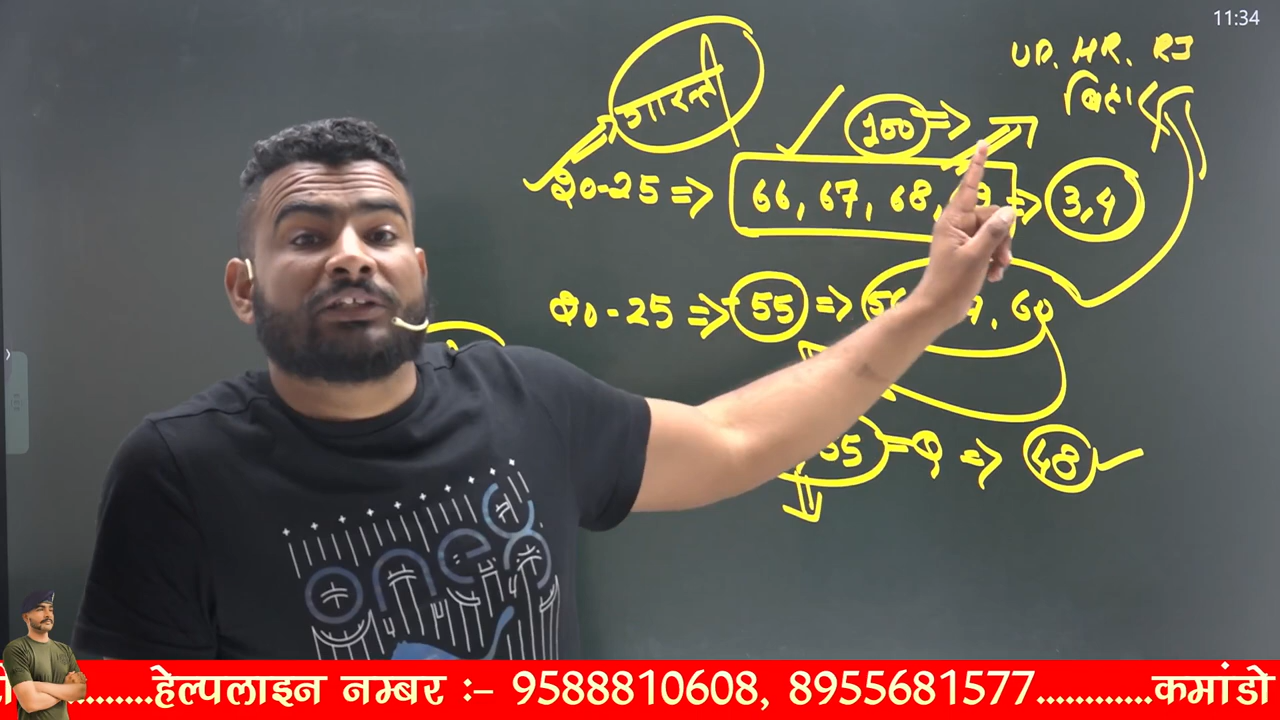 11:34
UP, HR, RJ
बिहार
गारन्टी
100 =>
20-25 => 66, 67, 68, => 3,4
20-25 => 55 => 60
=> 48
one8
हेल्पलाइन नम्बर :- 9588810608, 8955681577............कमांडो